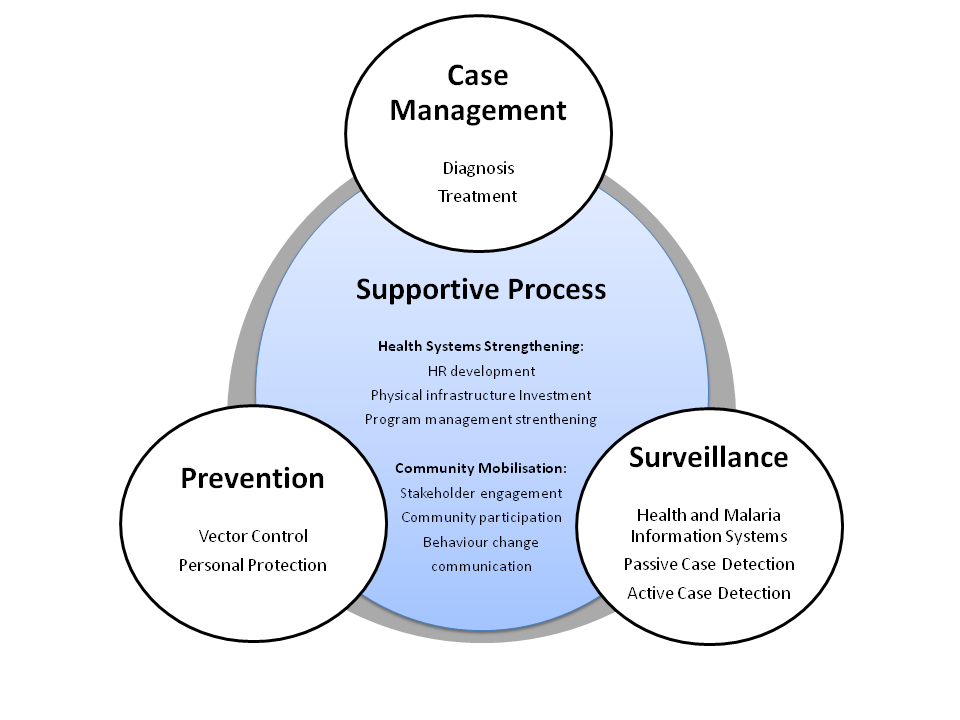 Case
Management
Diagnosis
Treatment
Supportive Process
Health Systems Strengthening:
HR development
Physical infrastructure Investment
Program management strenthening
Community Mobilisation:
Stakeholder engagement
Community participation
Behaviour change
communication
Prevention
Vector Control
Personal Protection
Surveillance
Health and Malaria
Information Systems
Passive Case Detection
Active Case Detection